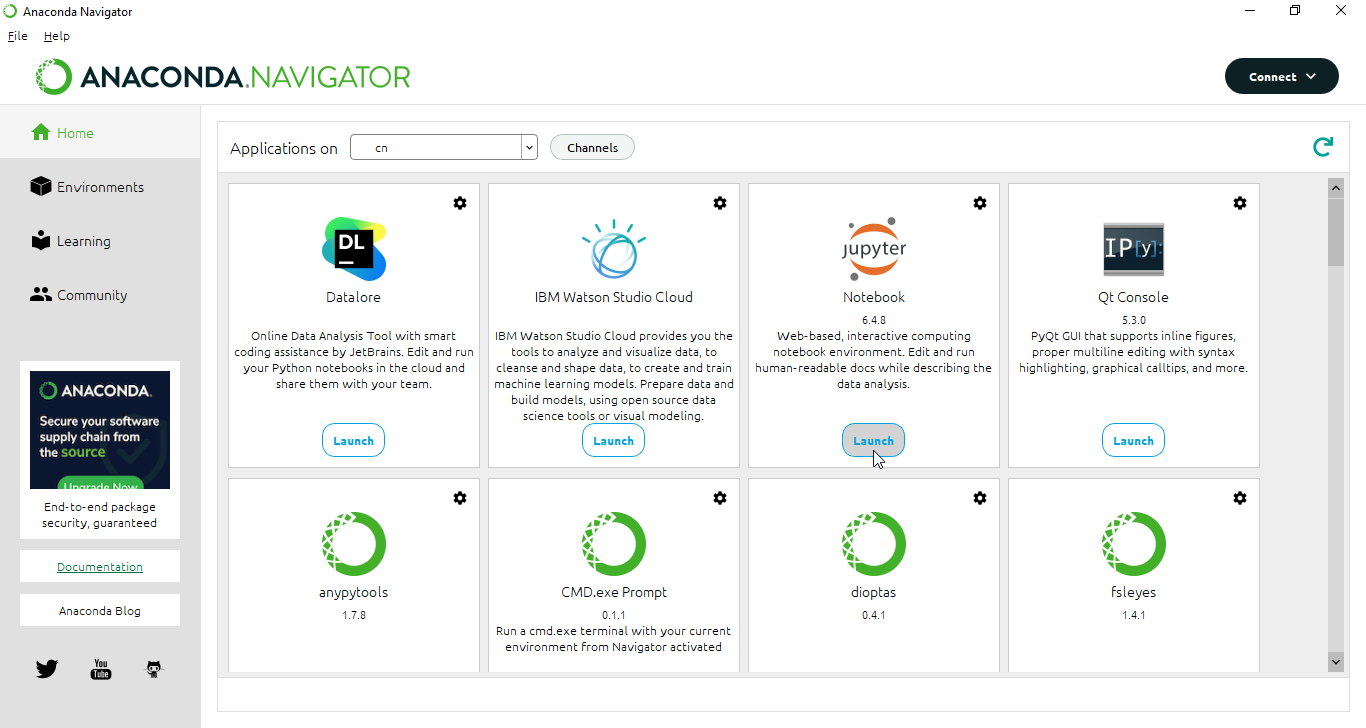 Anaconda Navigator
File Help
ANACONDA.NAVIGATOR
Connect
Home
Environments
Learning
Community
ANACONDA.
Secure your software
supply chain from
the source
Upgrade Now
End-to-end package
security, guaranteed
Documentation
Anaconda Blog
You
Tube
Applications on cn Channels
DL
Datalore
Online Data Analysis Tool with smart
coding assistance by JetBrains. Edit and run
your Python notebooks in the cloud and
share them with your team.
Launch
IBM Watson Studio Cloud
IBM Watson Studio Cloud provides you the
tools to analyze and visualize data, to
cleanse and shape data, to create and train
machine learning models. Prepare data and
build models, using open source data
science tools or visual modeling.
Launch
jupyter
Notebook
6.4.8
Web-based, interactive computing
notebook environment. Edit and run
human-readable docs while describing the
data analysis.
Launch
IP[y]:
Qt Console
5.3.0
PyQt GUI that supports inline figures,
proper multiline editing with syntax
highlighting, graphical calltips, and more.
Launch
anypytools
1.7.8
CMD.exe Prompt
0.1.1
Run a cmd.exe terminal with your current
environment from Navigator activated
dioptas
0.4.1
fsleyes
1.4.1